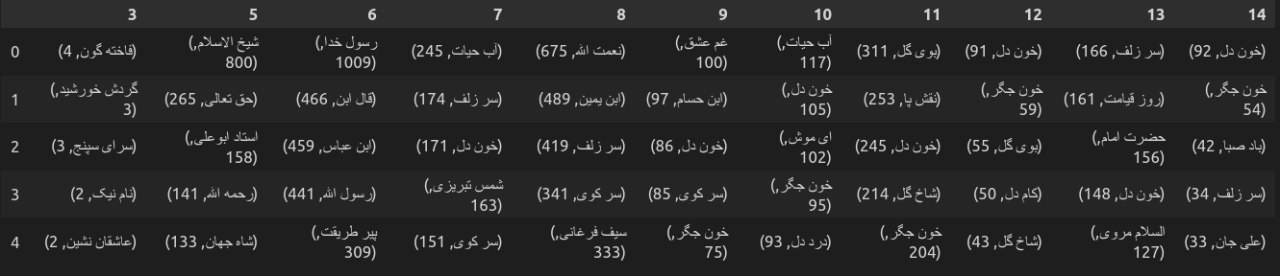 3 5 6 7 8 9 10 11 12 13 14
0 (فاخته گون, 4) (شیخ الاسلام, 800) (رسول خدا, 1009) (آب حیات, 245) (نعمت الله, 675) (غم عشق, 100) (آب حیات, 117) (بوی گل, 311) (خون دل, 91) (سر زلف, 166) (خون دل, 92)
1 (گردش خورشید, 3) (حق تعالی, 265) (قال ابن, 466) (سر زلف, 174) (ابن یمین, 489) (ابن حسام, 97) (خون دل, 105) (نقش پا, 253) (خون جگر, 59) (روز قیامت, 161) (خون جگر, 54)
2 (سرای سپنج, 3) (استاد ابوعلی, 158) (ابن عباس, 459) (خون دل, 171) (سر زلف, 419) (خون دل, 86) (ای موش, 102) (خون دل, 245) (بوی گل, 55) (حضرت امام, 156) (باد صبا, 42)
3 (نام نیک, 2) (رحمه الله, 141) (رسول الله, 441) (شمس تبریزی, 163) (سر کوی, 341) (سر کوی, 85) (خون جگر, 95) (شاخ گل, 214) (کام دل, 50) (خون دل, 148) (سر زلف, 34)
4 (عاشقان نشین, 2) (شاه جهان, 133) (پیر طریقت, 309) (سر کوی, 151) (سیف فرغانی, 333) (خون جگر, 75) (درد دل, 93) (خون جگر, 204) (شاخ گل, 43) (السلام مروی, 127) (علی جان, 33)